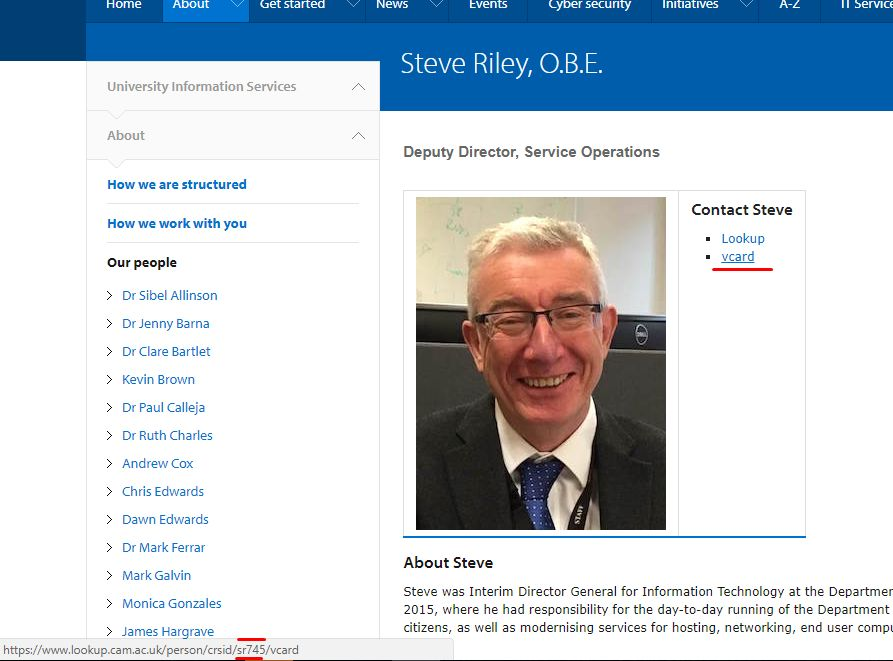 Home
About
Get started
News
Events
Cyber security
Initiatives
A-Z
IT Service
Steve Riley, O.B.E.
University Information Services
About
How we are structured
How we work with you
Our people
Dr Sibel Allinson
Dr Jenny Barna
Dr Clare Bartlet
Kevin Brown
Dr Paul Calleja
Dr Ruth Charles
Andrew Cox
Chris Edwards
Dawn Edwards
Dr Mark Ferrar
Mark Galvin
Monica Gonzales
James Hargrave
Deputy Director, Service Operations
DELL
STAFF
Contact Steve
Lookup
vcard
About Steve
Steve was Interim Director General for Information Technology at the Departmen
2015, where he had responsibility for the day-to-day running of the Department
citizens, as well as modernising services for hosting, networking, end user compu
https://www.lookup.cam.ac.uk/person/crsid/sr745/vcard